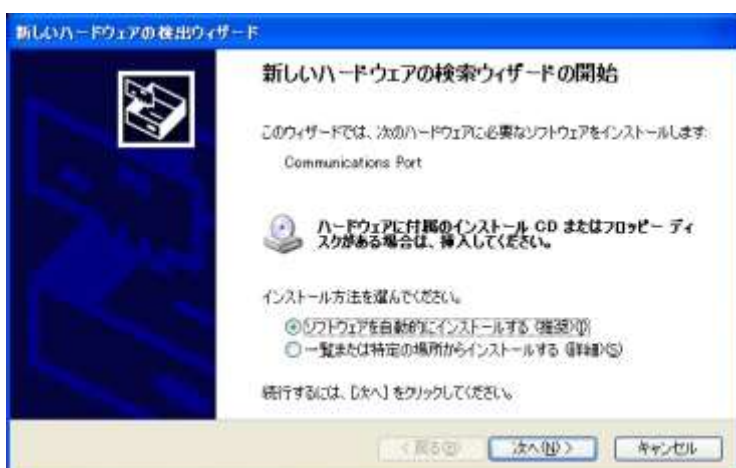 新しいハードウェアの検出ウィザード
新しいハードウェアの検索ウィザードの開始
このウィザードでは、次のハードウェアに必要なソフトウェアをインストールします:
Communications Port
ハードウェアに付属のインストール CD またはフロッピー ディ
スクがある場合は、挿入してください。
インストール方法を選んでください。
ソフトウェアを自動的にインストールする (推奨)(I)
一覧または特定の場所からインストールする (詳細)(S)
続行するには、[次へ] をクリックしてください。
< 戻る(B) 次へ(N) > キャンセル